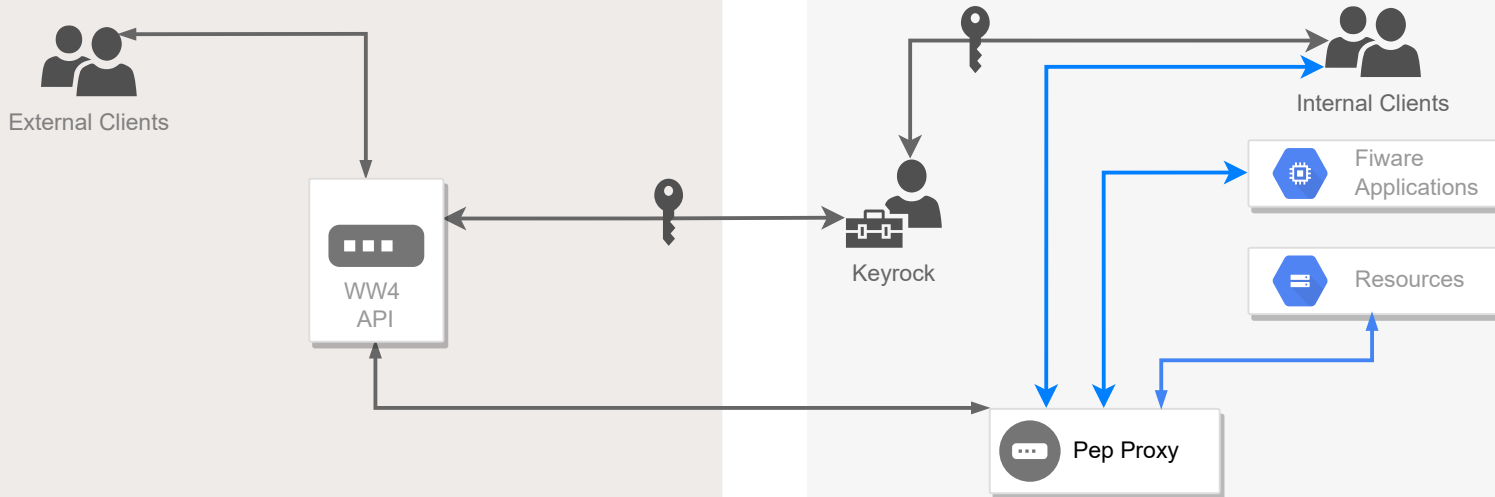 External Clients
Internal Clients
Fiware
Applications
Keyrock
Resources
WW4
API
Pep Proxy